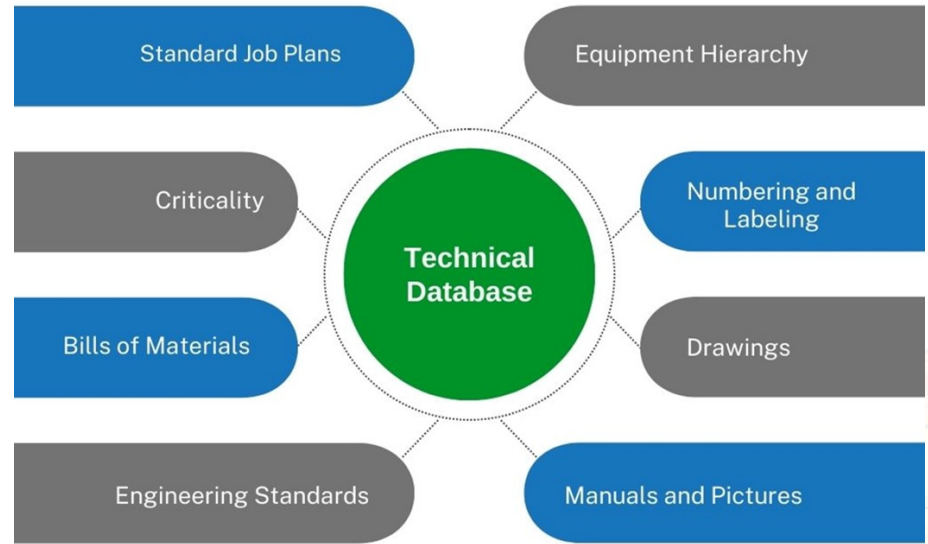 Standard Job Plans
Equipment Hierarchy
Criticality
Numbering and
Labeling
Technical
Database
Bills of Materials
Drawings
Engineering Standards
Manuals and Pictures